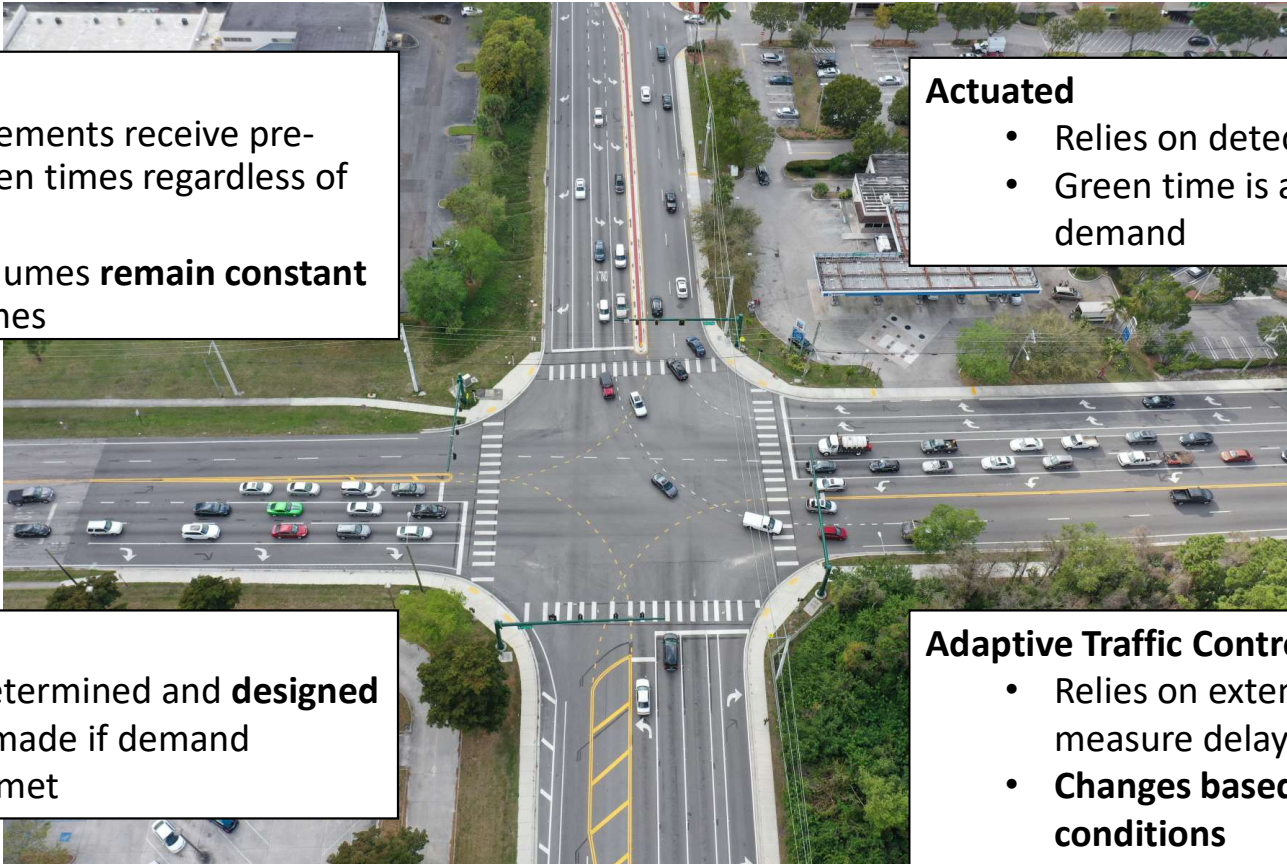 ements receive pre-
en times regardless of
umes remain constant
nes
Actuated
• Relies on detec
• Green time is a
demand
etermined and designed
made if demand
met
Adaptive Traffic Contr
• Relies on exter
measure delay
• Changes based
conditions